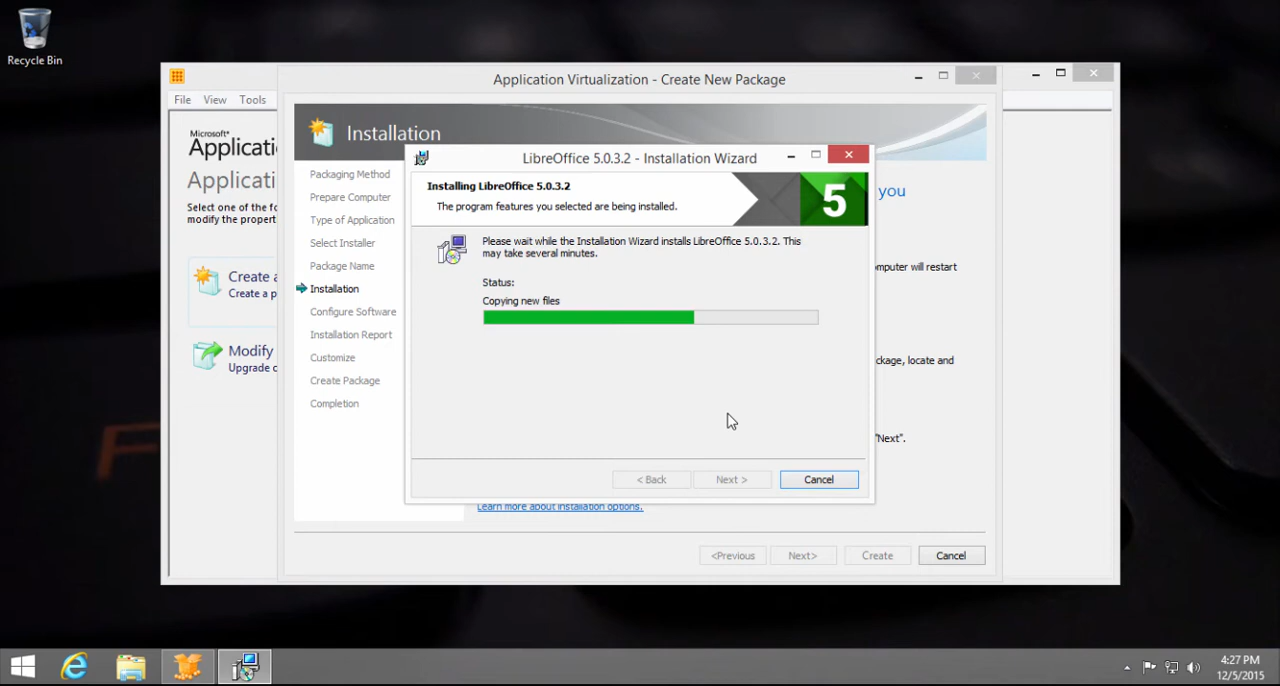 Recycle Bin
Application Virtualization - Create New Package
File View Tools
Microsoft®
Applicati
Applicati
Select one of the fo
modify the propert
Create a
Create a p
Modify
Upgrade o
Installation
Packaging Method
Prepare Computer
Type of Application
Select Installer
Package Name
Installation
Configure Software
Installation Report
Customize
Create Package
Completion
you
omputer will restart
ackage, locate and
"Next".
LibreOffice 5.0.3.2 - Installation Wizard
Installing LibreOffice 5.0.3.2
The program features you selected are being installed.
5
Please wait while the Installation Wizard installs LibreOffice 5.0.3.2. This
may take several minutes.
Status:
Copying new files
< Back Next > Cancel
Learn more about installation options.
<Previous Next> Create Cancel
4:27 PM
12/5/2015